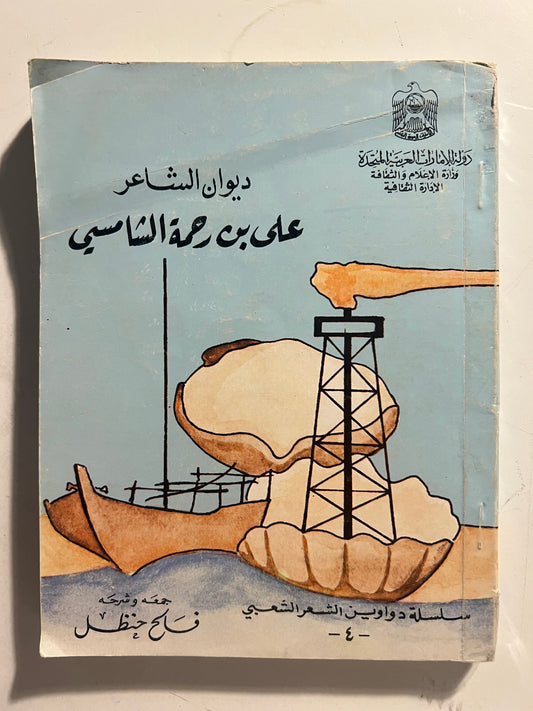 دولة الإمارات العربية المتحدة
وزارة الإعلام والثقافة
الإدارة الثقافية
ديوان الشاعر
على بن رحمة الشامسي
جمعه وشرحه
فالح حنظل
سلسلة دواوين الشعر الشعبي
-٤-